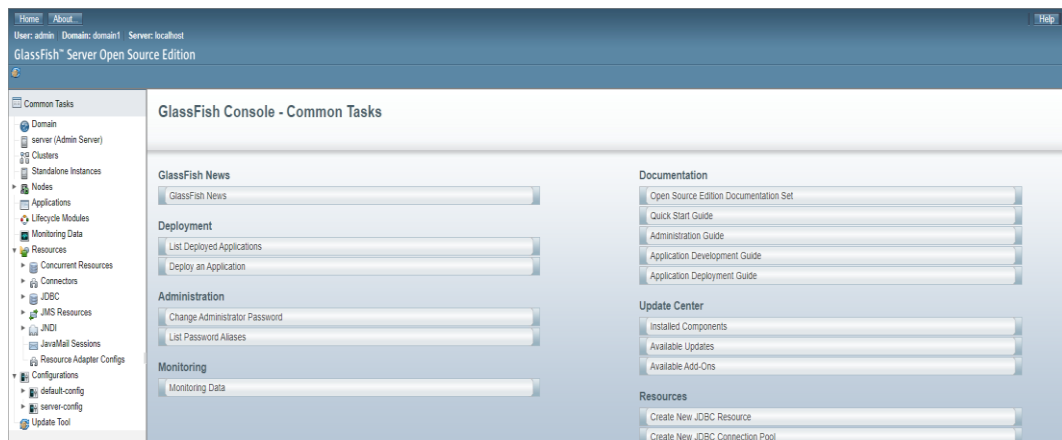 Home About...
Help
User: admin Domain: domain1 Server: localhost
GlassFish™ Server Open Source Edition
Common Tasks
Domain
server (Admin Server)
Clusters
Standalone Instances
Nodes
Applications
Lifecycle Modules
Monitoring Data
Resources
Concurrent Resources
Connectors
JDBC
JMS Resources
JNDI
JavaMail Sessions
Resource Adapter Configs
Configurations
default-config
server-config
Update Tool
GlassFish Console - Common Tasks
GlassFish News
GlassFish News
Deployment
List Deployed Applications
Deploy an Application
Administration
Change Administrator Password
List Password Aliases
Monitoring
Monitoring Data
Documentation
Open Source Edition Documentation Set
Quick Start Guide
Administration Guide
Application Development Guide
Application Deployment Guide
Update Center
Installed Components
Available Updates
Available Add-Ons
Resources
Create New JDBC Resource
Create New JDBC Connection Pool